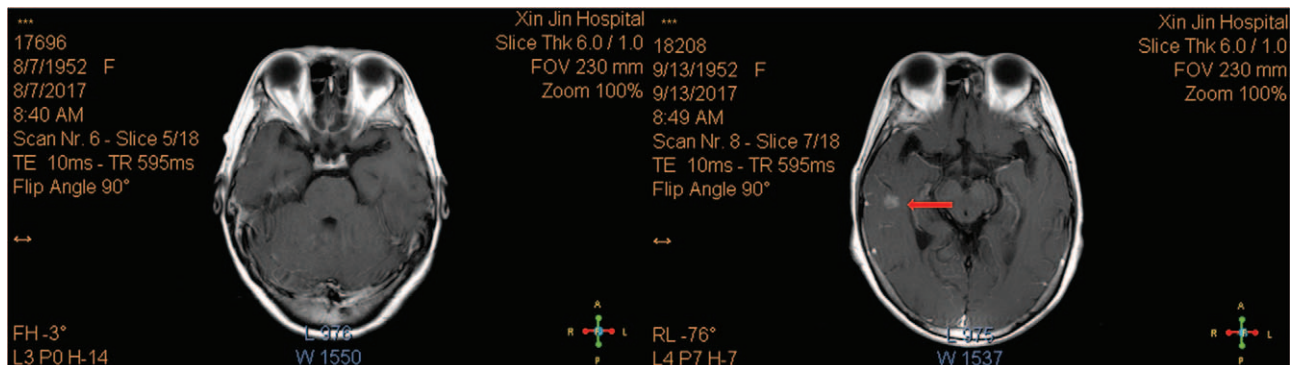 ***
17696
8/7/1952 F
8/7/2017
8:40 AM
Scan Nr. 6 - Slice 5/18
TE 10ms - TR 595ms
Flip Angle 90°
Xin Jin Hospital
Slice Thk 6.0 / 1.0
FOV 230 mm
Zoom 100%
FH -3°
L3 P0 H-14
L 976
W 1550
A
R L
P
***
18208
9/13/1952 F
9/13/2017
8:49 AM
Scan Nr. 8 - Slice 7/18
TE 10ms - TR 595ms
Flip Angle 90°
Xin Jin Hospital
Slice Thk 6.0 / 1.0
FOV 230 mm
Zoom 100%
RL -76°
L4 P7 H-7
L 975
W 1537
A
R L
P